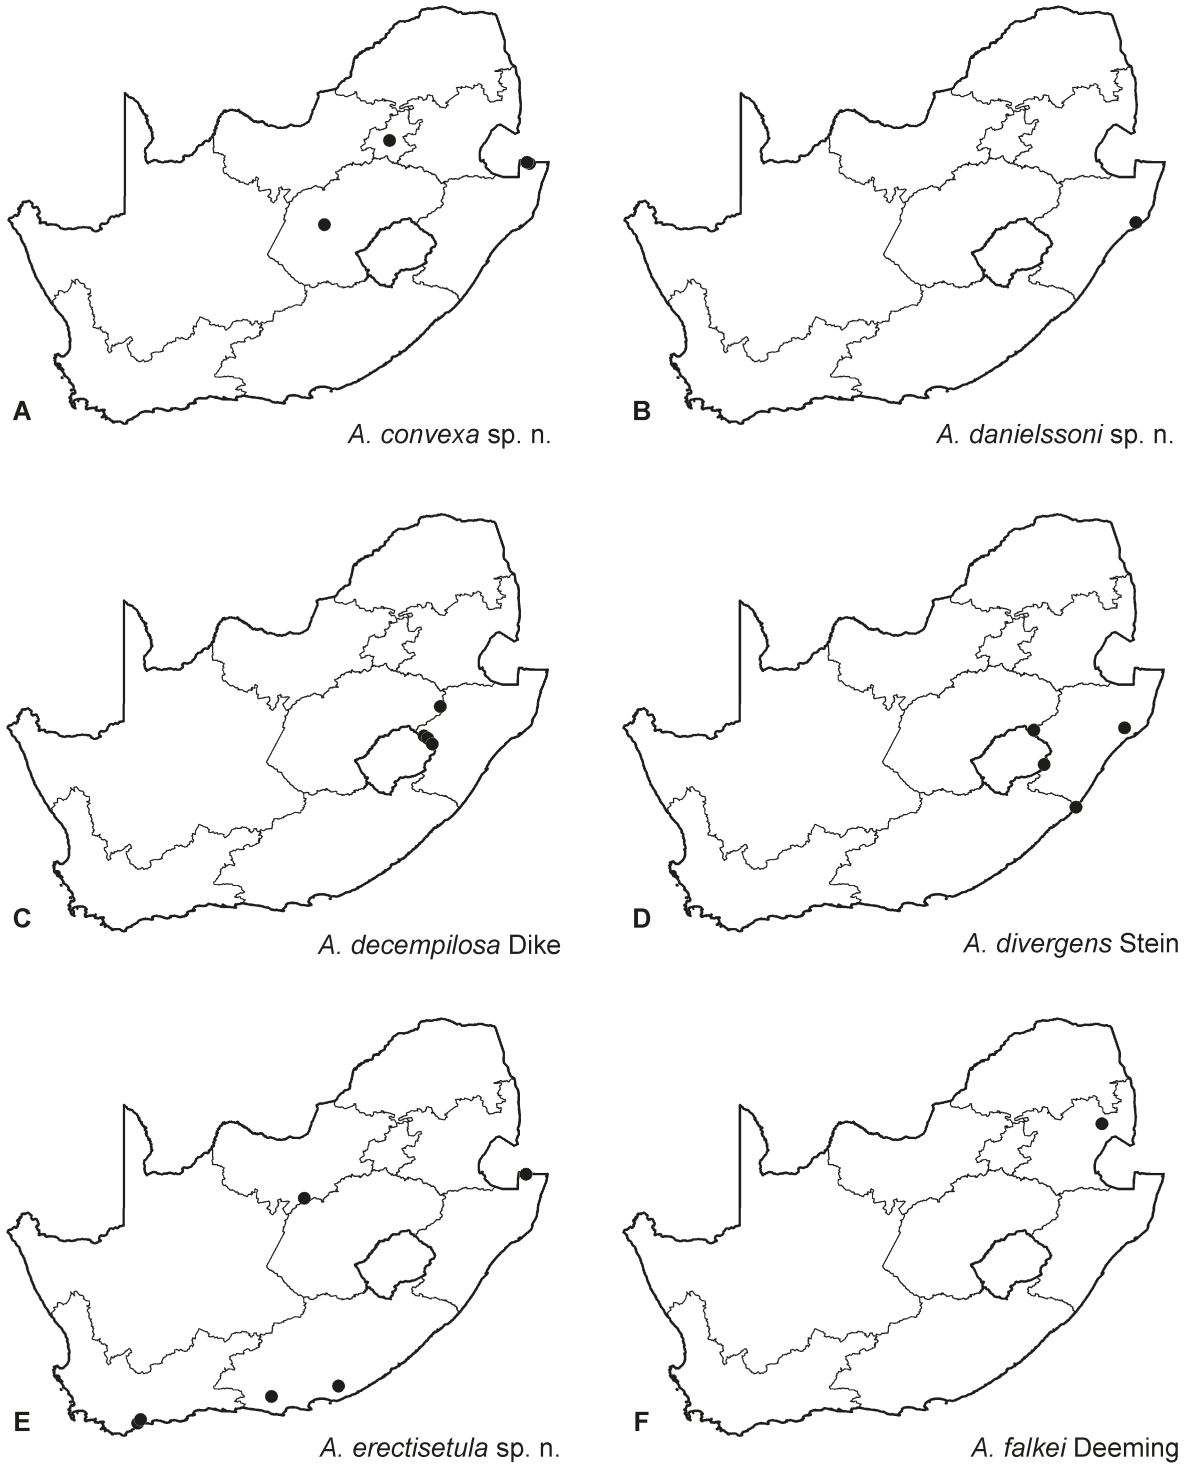 A
A. convexa sp. n.
B
A. danielssoni sp. n.
C
A. decempilosa Dike
D
A. divergens Stein
E
A. erectisetula sp. n.
F
A. falkei Deeming